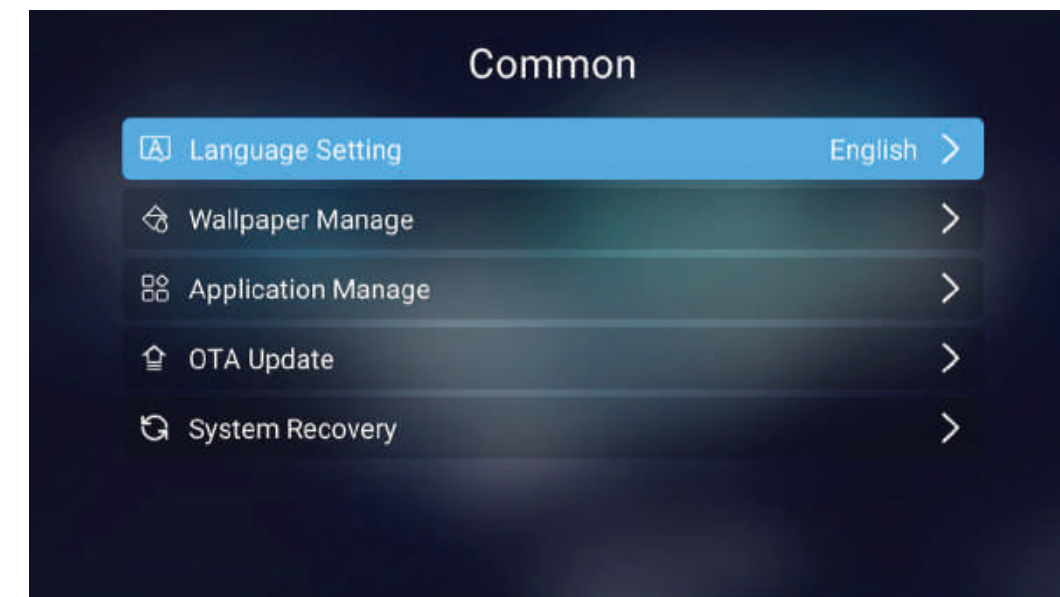 Common
Language Setting English
Wallpaper Manage
Application Manage
OTA Update
System Recovery